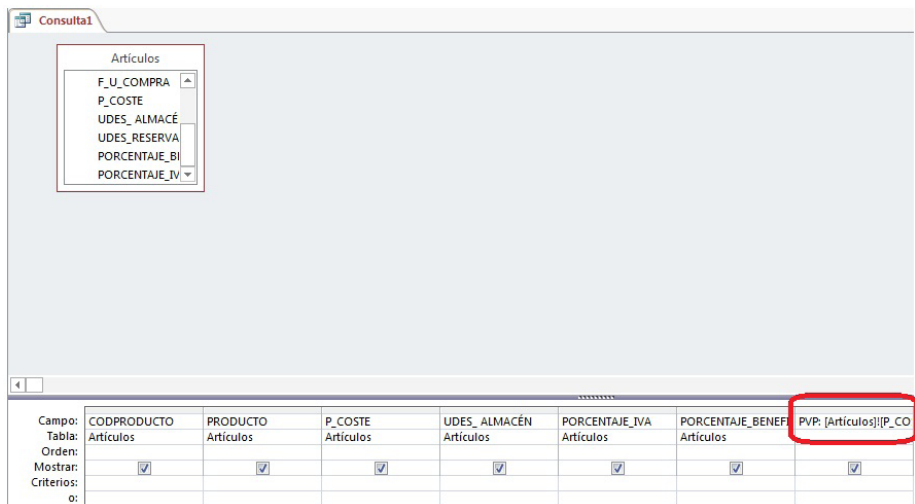 Consulta1
Artículos
F_U_COMPRA
P_COSTE
UDES_ ALMACÉ
UDES_RESERVA
PORCENTAJE_BI
PORCENTAJE_IV
Campo: CODPRODUCTO PRODUCTO P_COSTE UDES_ ALMACÉN PORCENTAJE_IVA PORCENTAJE_BENEFI PVP: [Artículos]![P_CO
Tabla: Artículos Artículos Artículos Artículos Artículos Artículos
Orden:
Mostrar:
Criterios:
o: